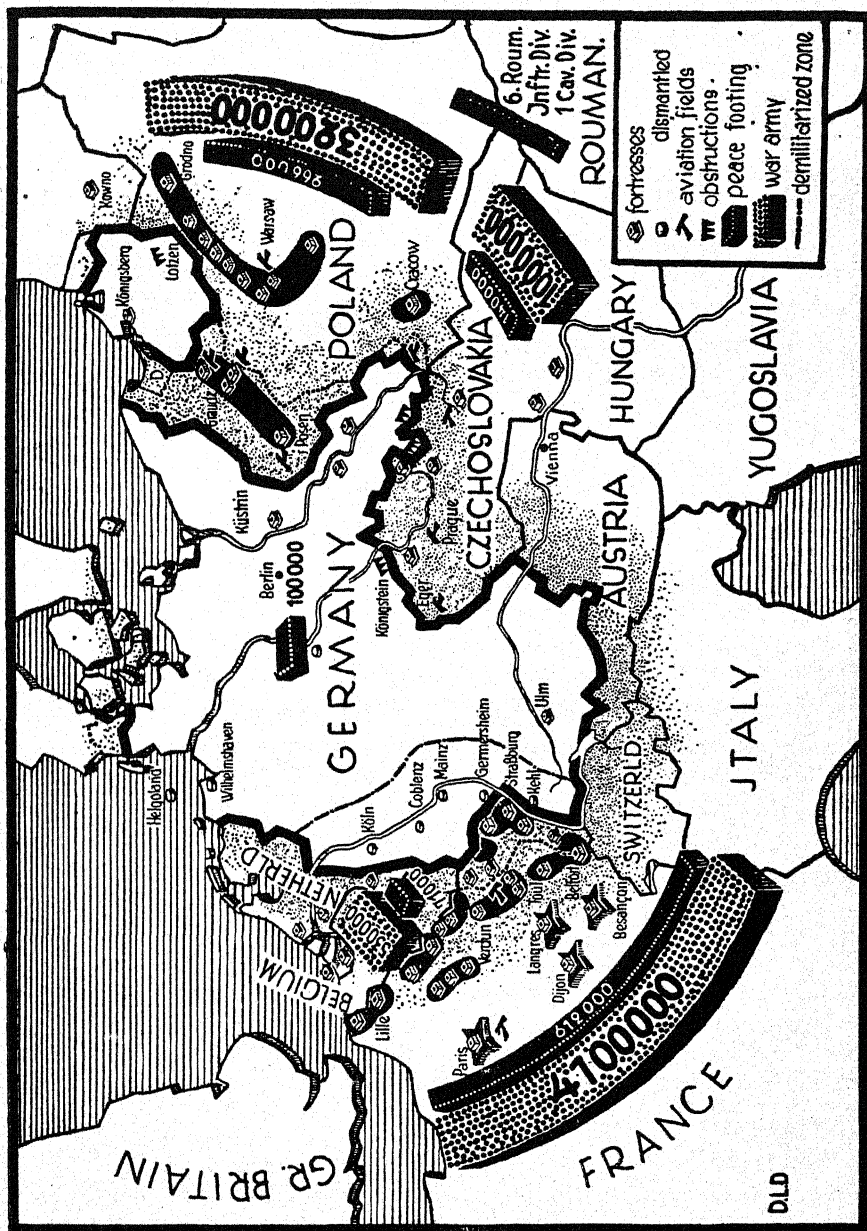 GR. BRITAIN
BELGIUM
NETHERLD
Helgoland
Wilhelmshaven
Königsberg
Kowno
Lötzen
Grodno
D.
Warsaw
Posen
POLAND
3200000
266000
Küstrin
Berlin
100000
GERMANY
Königstein
Eger
Prague
Cracow
CZECHOSLOVAKIA
1000000
6. Roum.
Jnftr. Div.
1 Cav. Div.
ROUMAN.
Köln
Coblenz
Mainz
Germersheim
Straßburg
Kehl
Ulm
Vienna
AUSTRIA
HUNGARY
YUGOSLAVIA
SWITZERLD
JTALY
Lille
Verdun
Paris
Langres
Dijon
Belfort
Besançon
612000
4100000
FRANCE
D.L.D
fortresses
dismantled
aviation fields
obstructions.
peace footing
war army
demilitarized zone